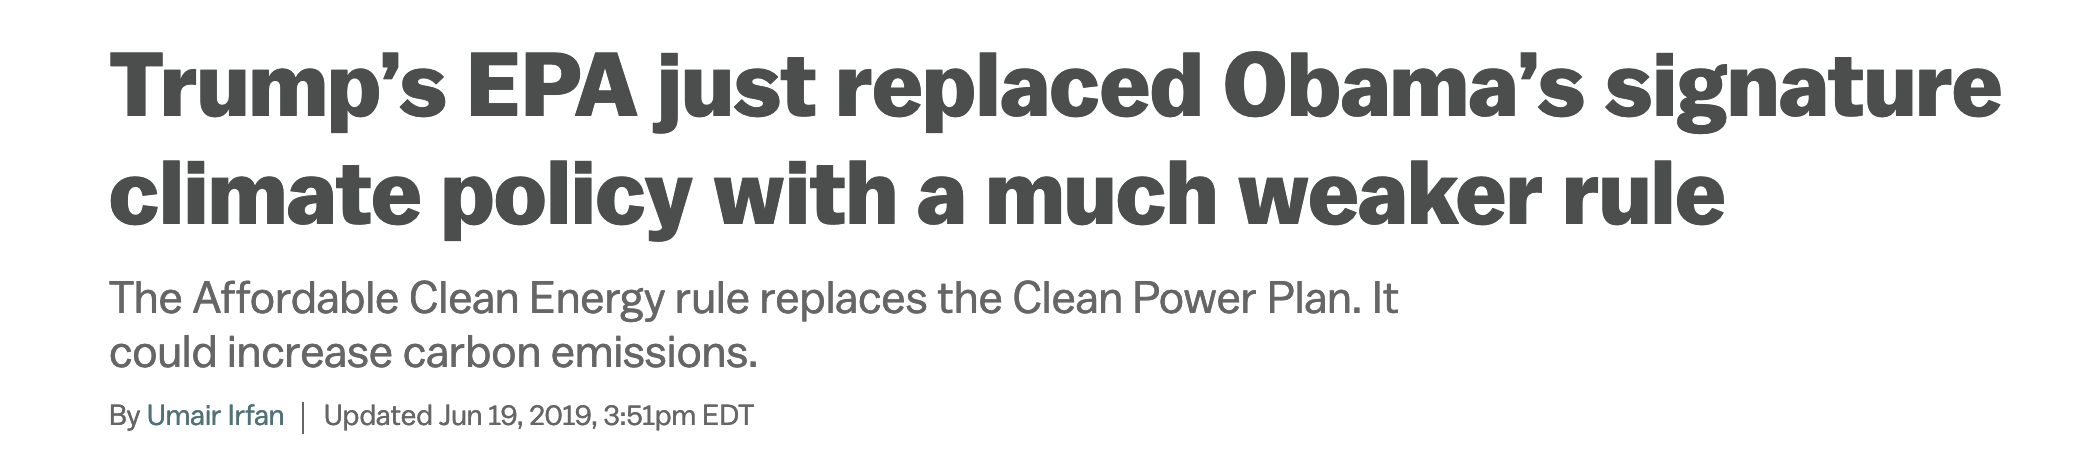 Trump’s EPA just replaced Obama’s signature
climate policy with a much weaker rule
The Affordable Clean Energy rule replaces the Clean Power Plan. It
could increase carbon emissions.
By Umair Irfan | Updated Jun 19, 2019, 3:51pm EDT